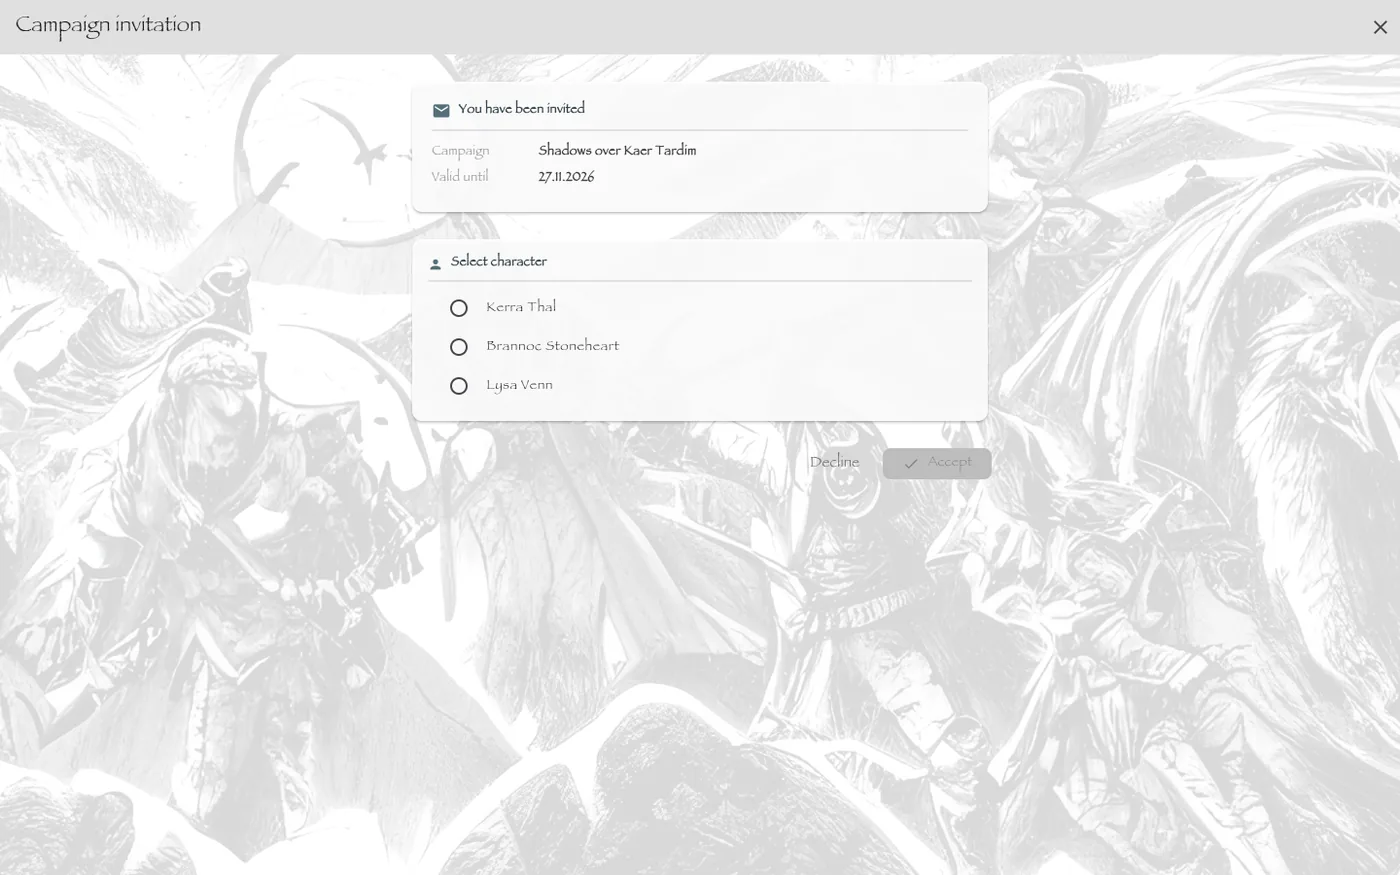 Campaign invitation
You have been invited
Campaign Shadows over Kaer Tardim
Valid until 27.11.2026
Select character
Kerra Thal
Brannoc Stoneheart
Lysa Venn
Decline Accept